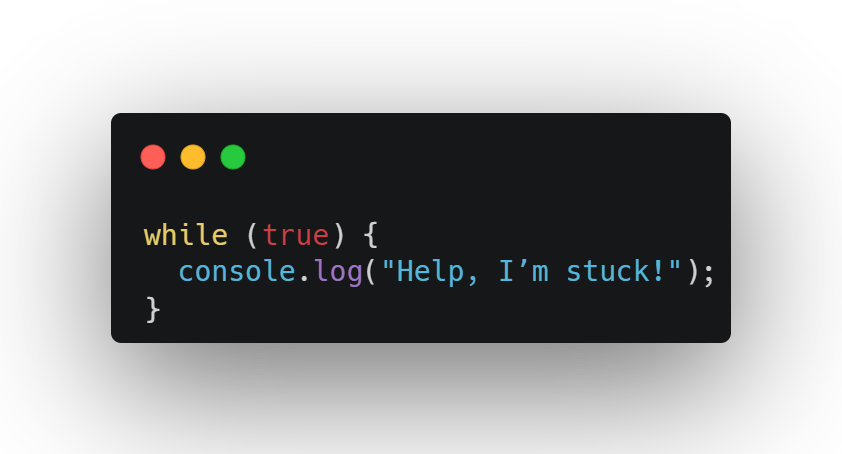 while (true) {
  console.log("Help, I’m stuck!");
}